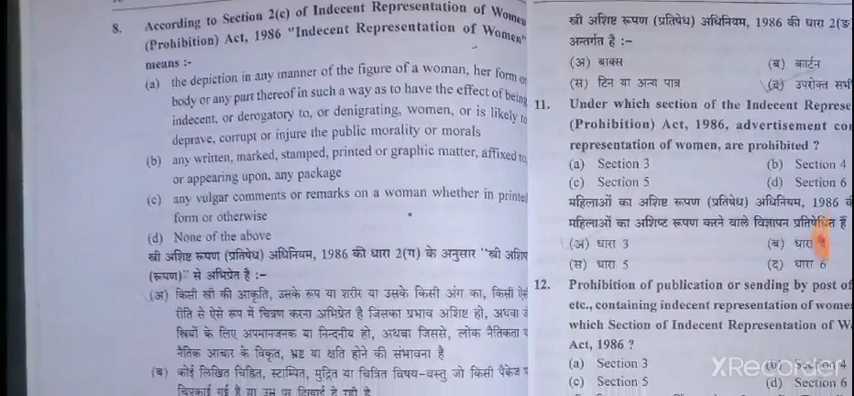 8. According to Section 2(c) of Indecent Representation of Women
(Prohibition) Act, 1986 "Indecent Representation of Women"
means :-
(a) the depiction in any manner of the figure of a woman, her form or
body or any part thereof in such a way as to have the effect of being
indecent, or derogatory to, or denigrating, women, or is likely to
deprave, corrupt or injure the public morality or morals
(b) any written, marked, stamped, printed or graphic matter, affixed to,
or appearing upon, any package
(c) any vulgar comments or remarks on a woman whether in printed
form or otherwise
(d) None of the above
स्त्री अशिष्ट रूपण (प्रतिषेध) अधिनियम, 1986 की धारा 2(ग) के अनुसार "स्त्री अशिष
(रूपण)" से अभिप्रेत है :-
(अ) किसी स्त्री की आकृति, उसके रूप या शरीर या उसके किसी अंग का, किसी ऐसे
रीति से ऐसे रूप में चित्रण करना अभिप्रेत है जिसका प्रभाव अशिष्ट हो, अथवा
स्त्रियों के लिए अपमानजनक या निन्दनीय हो, अथवा जिससे, लोक नैतिकता
नैतिक आचार के विकृत, भ्रष्ट या क्षति होने की संभावना है
(ब) कोई लिखित चिह्नित, स्टाम्पित, मुद्रित या चित्रित विषय-वस्तु जो किसी पैकेज
चिपकाई गई है या उस पर दिखाई दे रही है
स्त्री अशिष्ट रूपण (प्रतिषेध) अधिनियम, 1986 की धारा 2(ङ
अन्तर्गत है :-
(अ) बाक्स (ब) कार्टन
(स) टिन या अन्य पात्र (द) उपरोक्त सभी
11. Under which section of the Indecent Represe
(Prohibition) Act, 1986, advertisement co
representation of women, are prohibited ?
(a) Section 3 (b) Section 4
(c) Section 5 (d) Section 6
महिलाओं का अशिष्ट रूपण (प्रतिषेध) अधिनियम, 1986
महिलाओं का अशिष्ट रूपण करने वाले विज्ञापन प्रतिषेधित हैं
(अ) धारा 3 (ब) धारा
(स) धारा 5 (द) धारा 6
12. Prohibition of publication or sending by post of
etc., containing indecent representation of wome
which Section of Indecent Representation of W
Act, 1986 ?
(a) Section 3 (b) Section 4
(c) Section 5 (d) Section 6
XRecorder